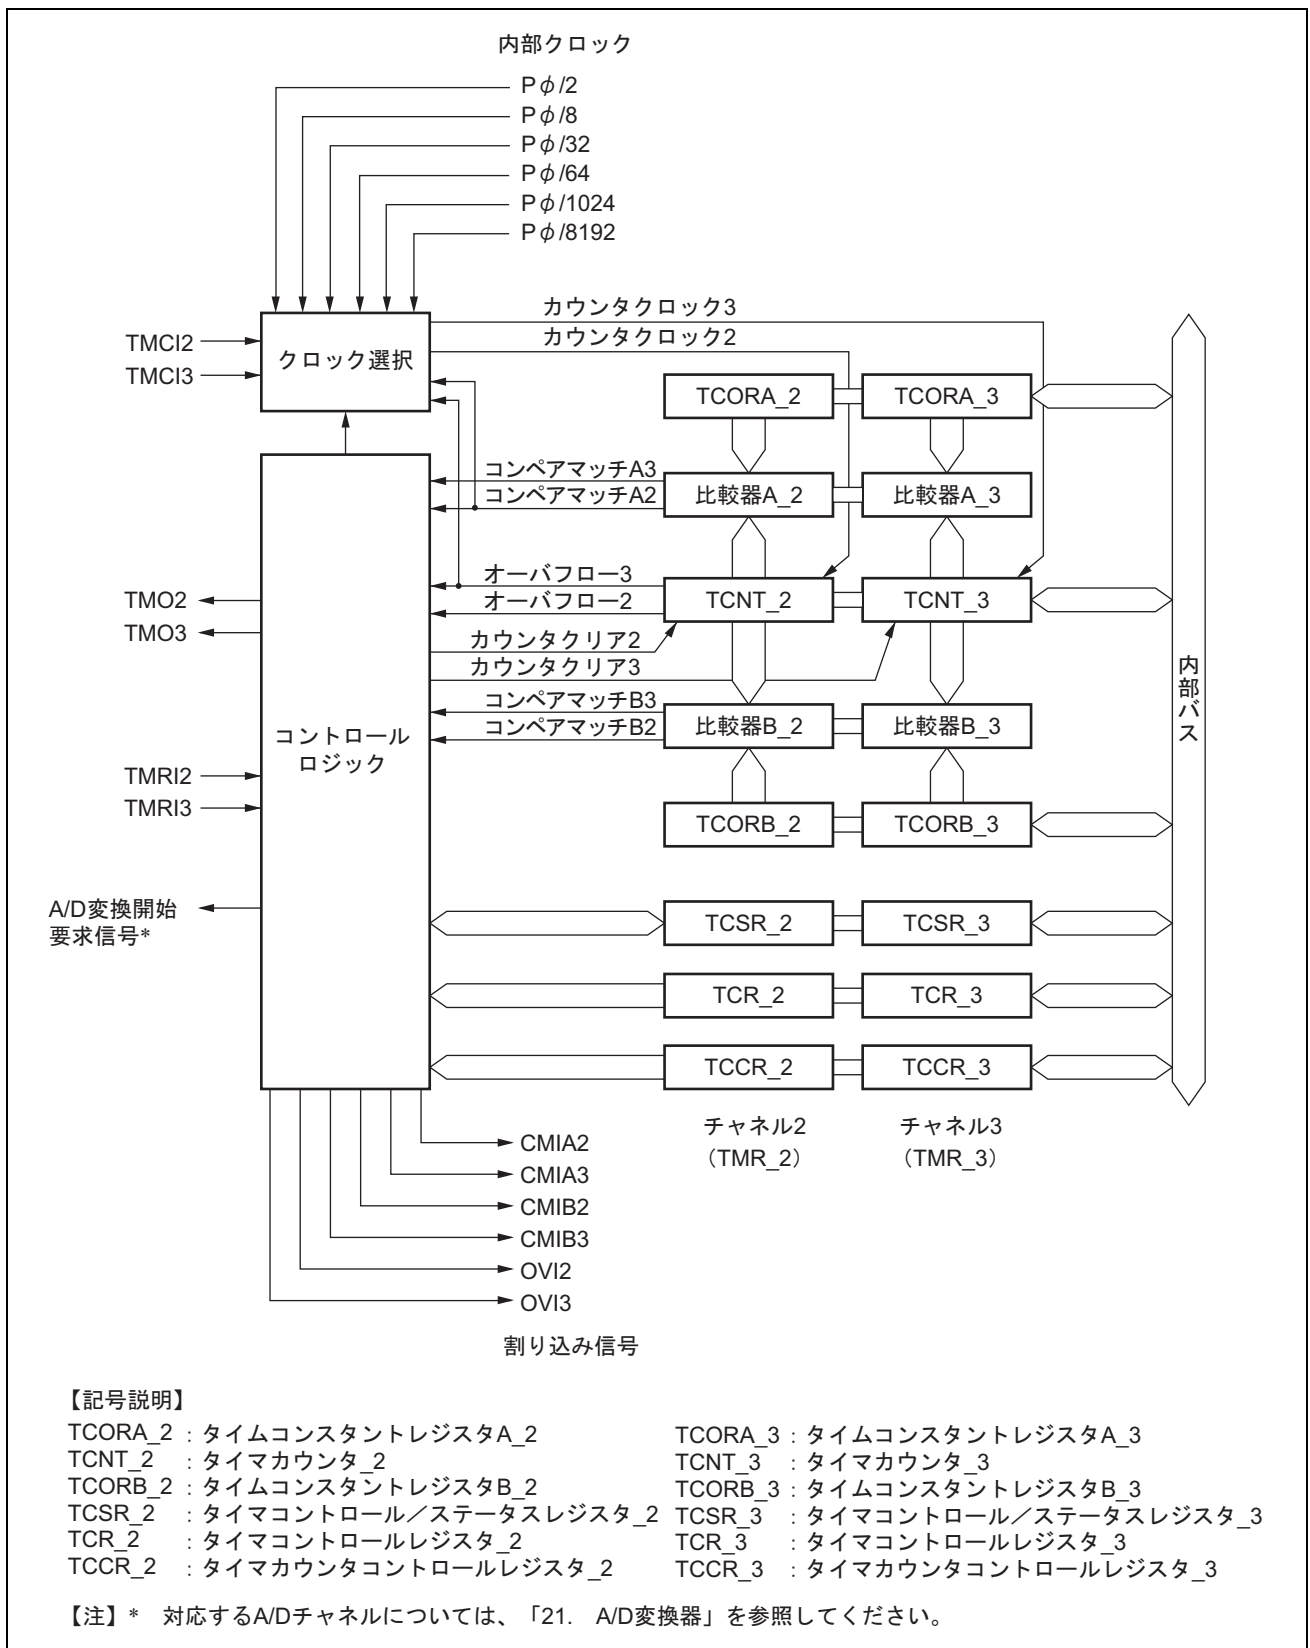 内部クロック
Pφ/2
Pφ/8
Pφ/32
Pφ/64
Pφ/1024
Pφ/8192
カウンタクロック3
カウンタクロック2
TMCI2
TMCI3
クロック選択
TCORA_2
TCORA_3
コンペアマッチA3
コンペアマッチA2
比較器A_2
比較器A_3
オーバフロー3
オーバフロー2
TCNT_2
TCNT_3
TMO2
TMO3
カウンタクリア2
カウンタクリア3
コンペアマッチB3
コンペアマッチB2
比較器B_2
比較器B_3
内部バス
コントロール
ロジック
TMRI2
TMRI3
TCORB_2
TCORB_3
A/D変換開始
要求信号*
TCSR_2
TCSR_3
TCR_2
TCR_3
TCCR_2
TCCR_3
チャネル2
(TMR_2)
チャネル3
(TMR_3)
CMIA2
CMIA3
CMIB2
CMIB3
OVI2
OVI3
割り込み信号
【記号説明】
TCORA_2 : タイムコンスタントレジスタA_2
TCNT_2 : タイマカウンタ_2
TCORB_2 : タイムコンスタントレジスタB_2
TCSR_2 : タイマコントロール／ステータスレジスタ_2
TCR_2 : タイマコントロールレジスタ_2
TCCR_2 : タイマカウンタコントロールレジスタ_2
TCORA_3 : タイムコンスタントレジスタA_3
TCNT_3 : タイマカウンタ_3
TCORB_3 : タイムコンスタントレジスタB_3
TCSR_3 : タイマコントロール／ステータスレジスタ_3
TCR_3 : タイマコントロールレジスタ_3
TCCR_3 : タイマカウンタコントロールレジスタ_3
【注】* 対応するA/Dチャネルについては、「21. A/D変換器」を参照してください。